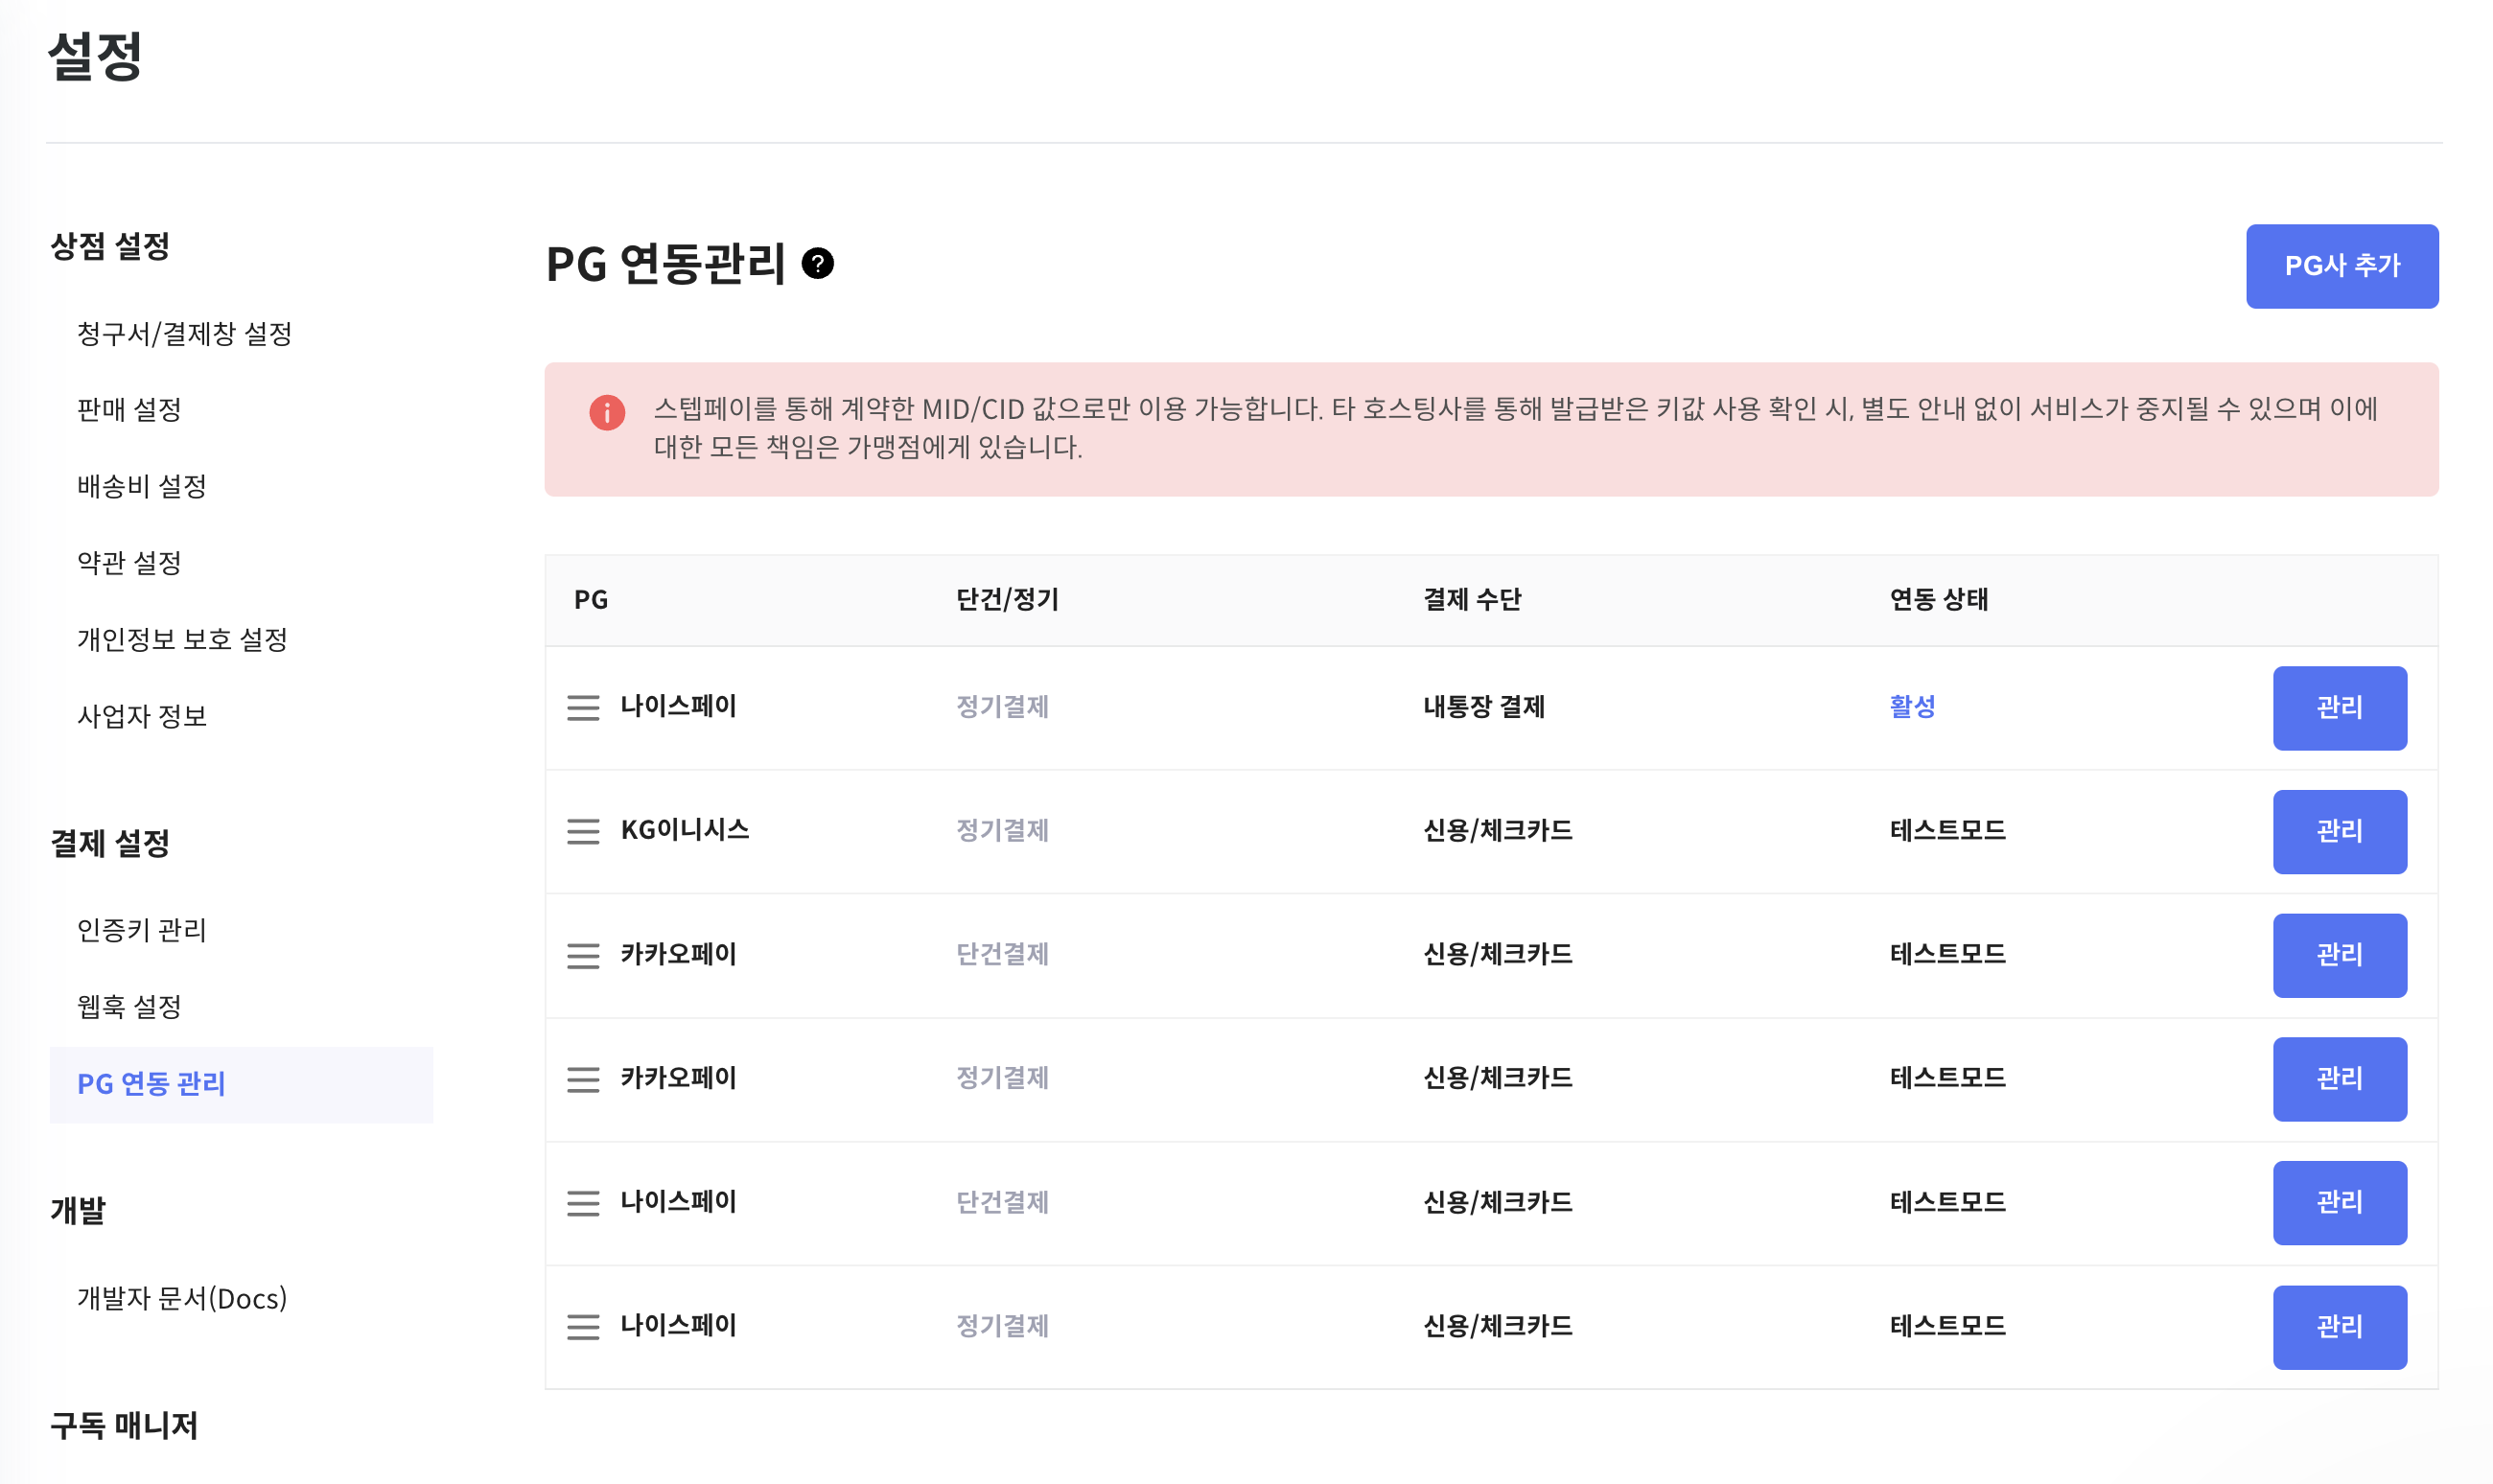 설정
상점 설정
청구서/결제창 설정
판매 설정
배송비 설정
약관 설정
개인정보 보호 설정
사업자 정보
결제 설정
인증키 관리
웹훅 설정
PG 연동 관리
개발
개발자 문서(Docs)
구독 매니저
PG 연동관리 ?
PG사 추가
스텝페이를 통해 계약한 MID/CID 값으로만 이용 가능합니다. 타 호스팅사를 통해 발급받은 키값 사용 확인 시, 별도 안내 없이 서비스가 중지될 수 있으며 이에
대한 모든 책임은 가맹점에게 있습니다.
PG 단건/정기 결제 수단 연동 상태
나이스페이 정기결제 내통장 결제 활성 관리
KG이니시스 정기결제 신용/체크카드 테스트모드 관리
카카오페이 단건결제 신용/체크카드 테스트모드 관리
카카오페이 정기결제 신용/체크카드 테스트모드 관리
나이스페이 단건결제 신용/체크카드 테스트모드 관리
나이스페이 정기결제 신용/체크카드 테스트모드 관리